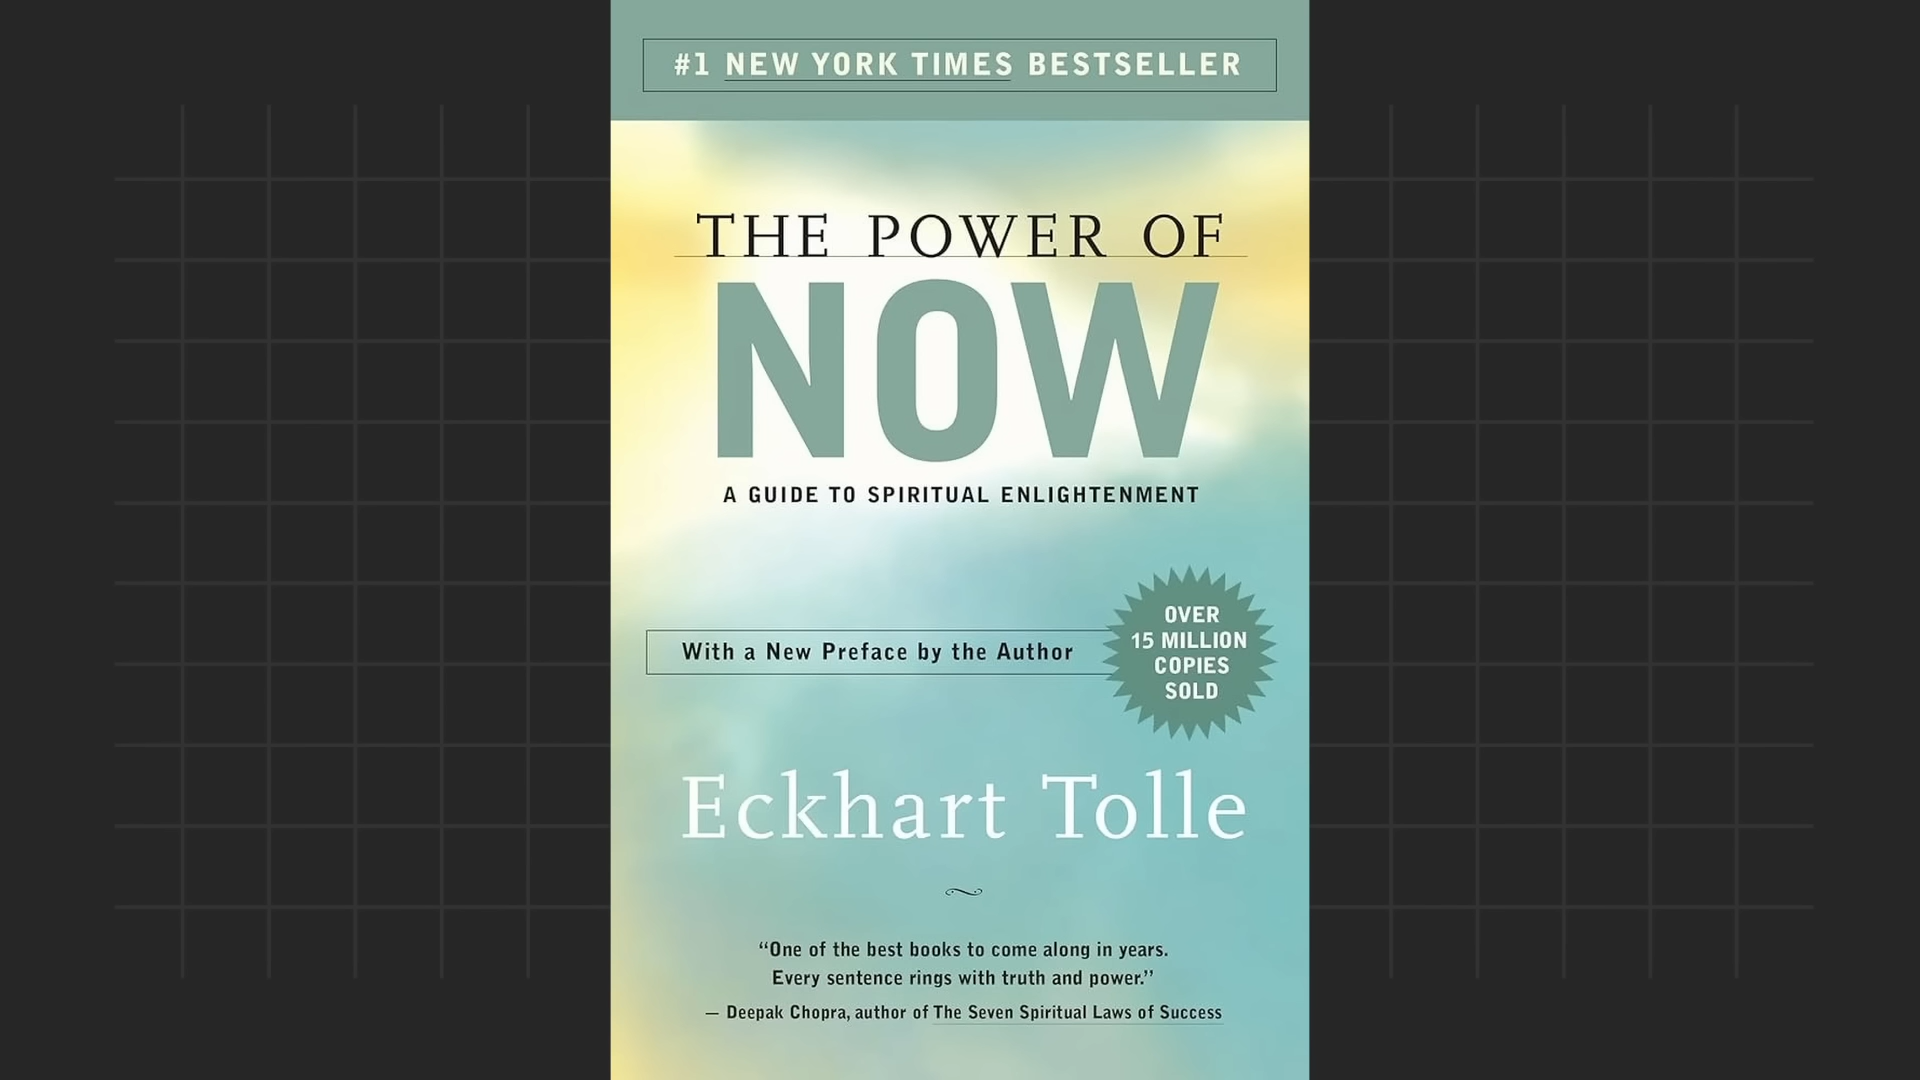 #1 NEW YORK TIMES BESTSELLER
THE POWER OF
NOW
A GUIDE TO SPIRITUAL ENLIGHTENMENT
With a New Preface by the Author
OVER
15 MILLION
COPIES
SOLD
Eckhart Tolle
“One of the best books to come along in years.
Every sentence rings with truth and power.”
— Deepak Chopra, author of The Seven Spiritual Laws of Success